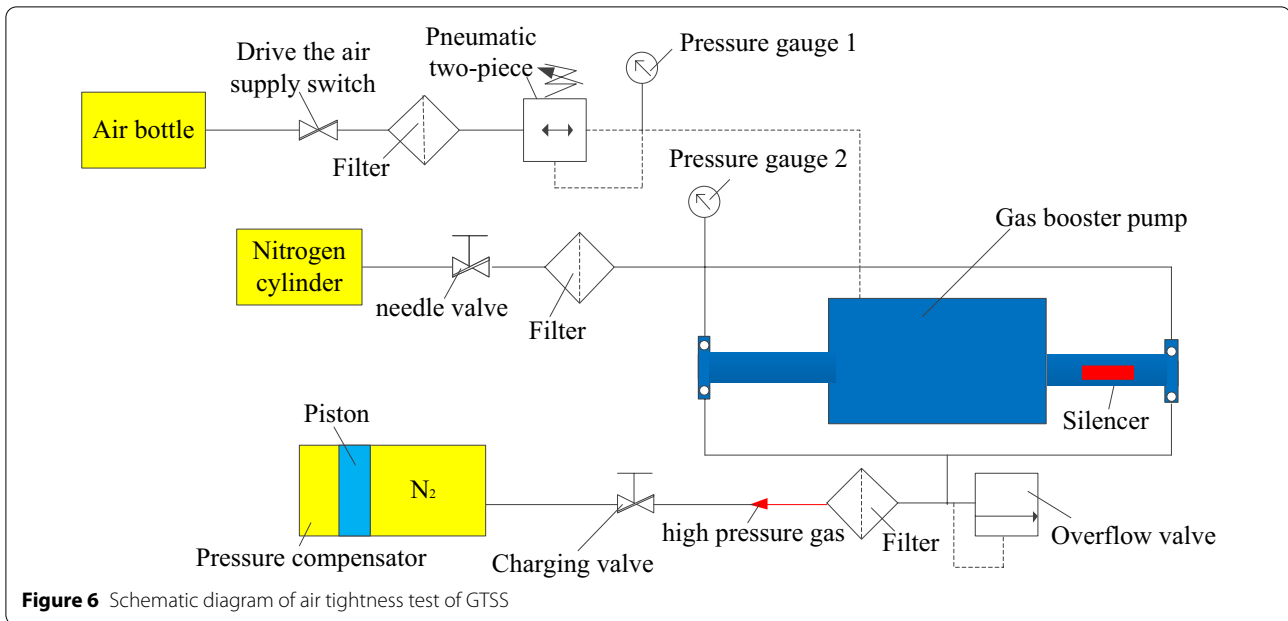 Pneumatic
two-piece
Pressure gauge 1
Drive the air
supply switch
Air bottle
Filter
Pressure gauge 2
Gas booster pump
Nitrogen
cylinder
needle valve
Filter
Silencer
Piston
N2
Pressure compensator
Charging valve
high pressure gas
Filter
Overflow valve
Figure 6 Schematic diagram of air tightness test of GTSS